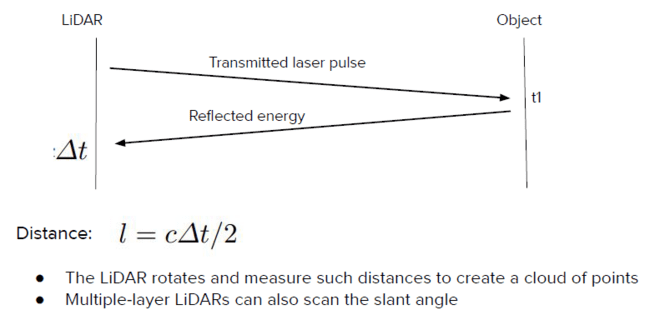 LiDAR Object
Transmitted laser pulse
t1
Reflected energy
:Δt
Distance: l = cΔt/2
● The LiDAR rotates and measure such distances to create a cloud of points
● Multiple-layer LiDARs can also scan the slant angle